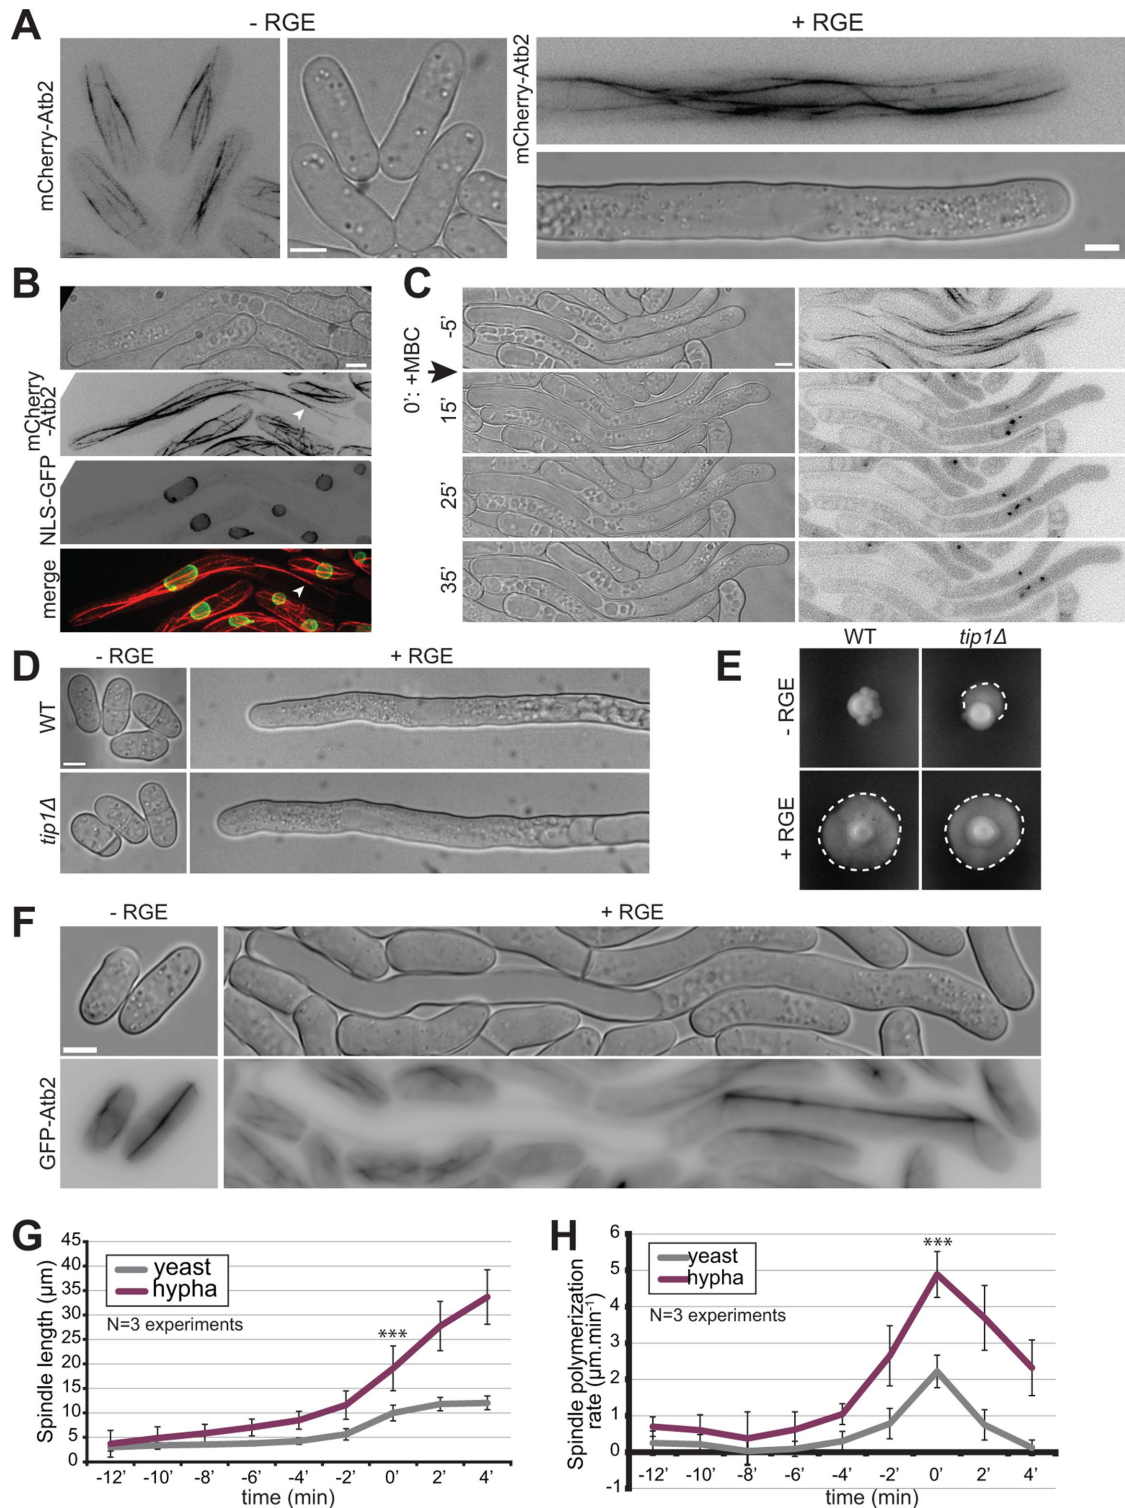 A
- RGE
+ RGE
mCherry-Atb2
mCherry-Atb2
B
mCherry
-Atb2
NLS-GFP
merge
C
0': +MBC
-5'
15'
25'
35'
D
- RGE
+ RGE
WT
tip1Δ
E
WT
tip1Δ
- RGE
+ RGE
F
- RGE
+ RGE
GFP-Atb2
G
Spindle length (µm)
45
40
35
30
25
20
15
10
5
0
yeast
hypha
N=3 experiments
***
-12'
-10'
-8'
-6'
-4'
-2'
0'
2'
4'
time (min)
H
Spindle polymerization
rate (µm.min-1)
6
5
4
3
2
1
0
-1
yeast
hypha
N=3 experiments
***
-12'
-10'
-8'
-6'
-4'
-2'
0'
2'
4'
time (min)